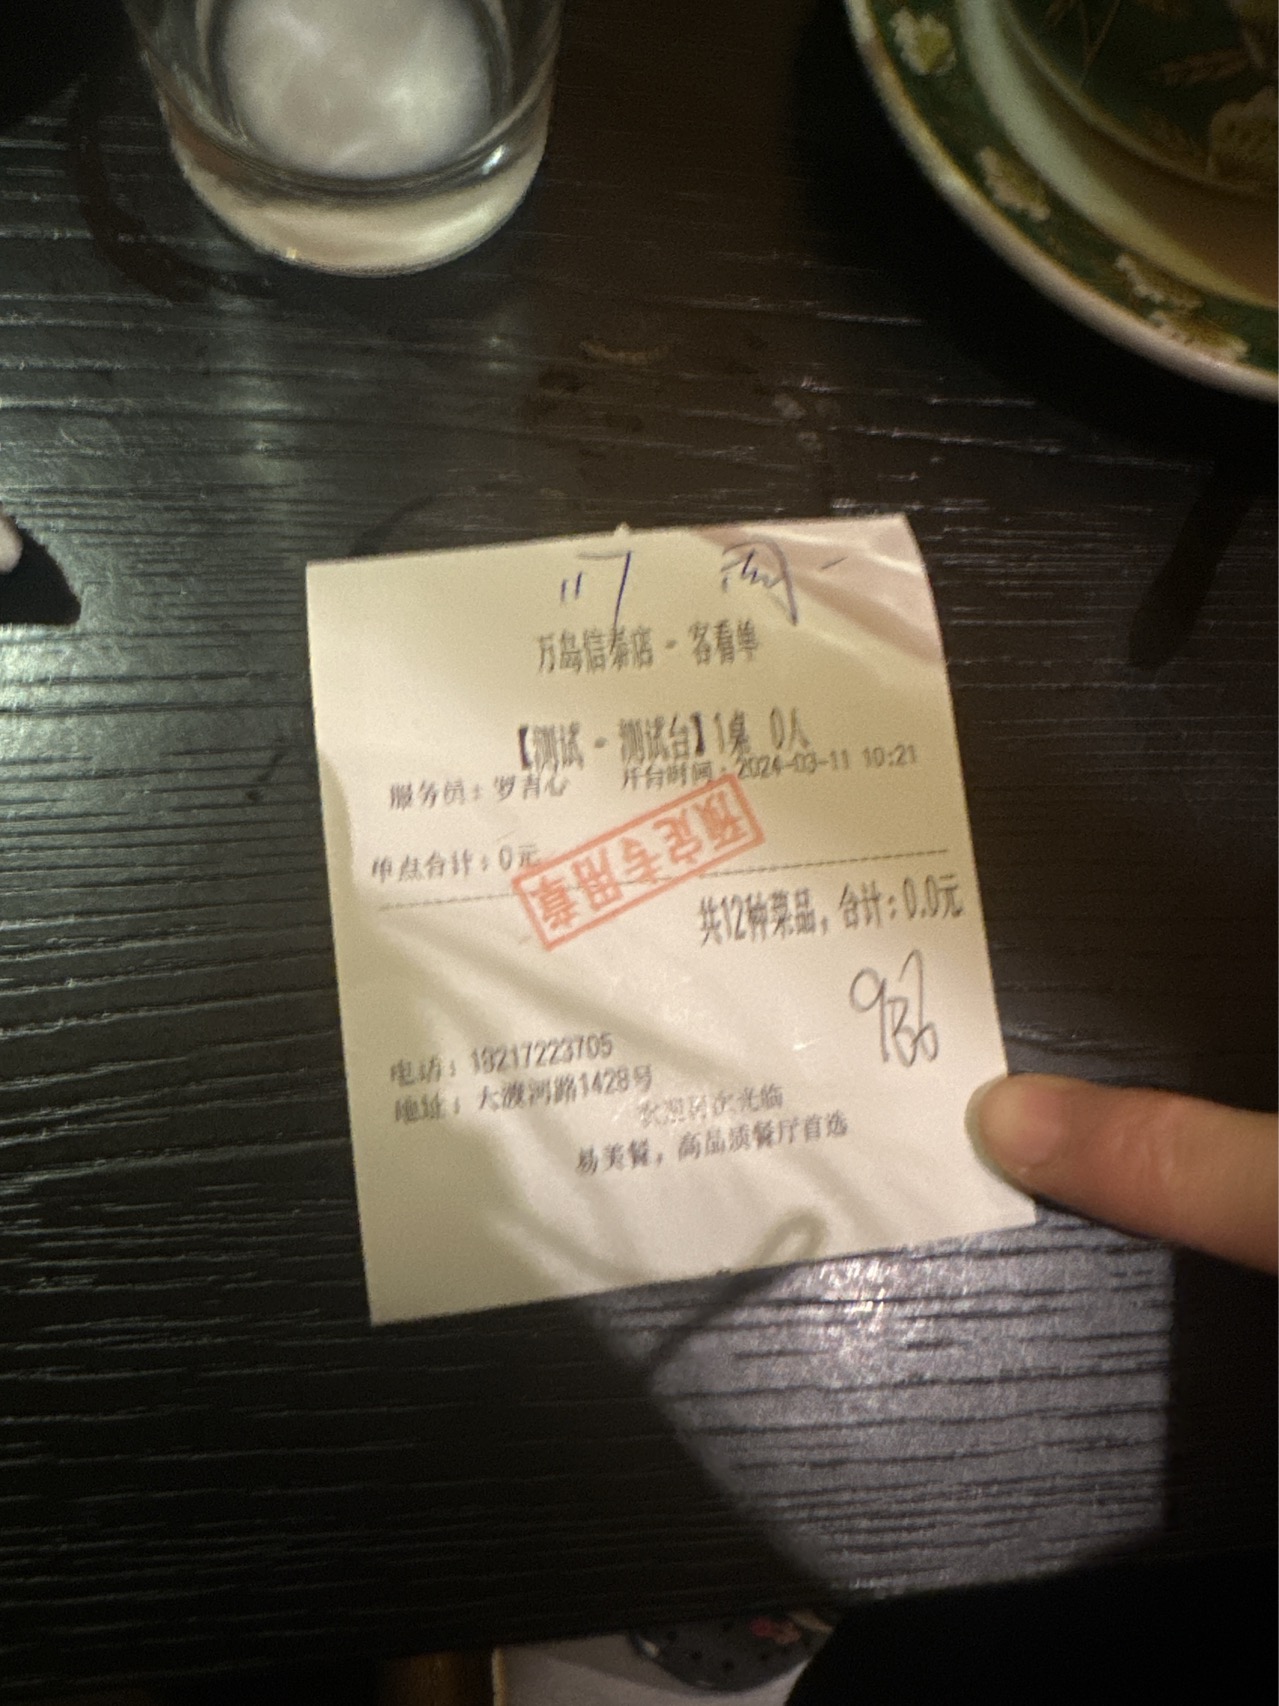 117 周一
万岛信泰店 - 客看单
【测试 - 测试台】1桌 0人
服务员：罗青心 开台时间：2024-03-11 10:21
单点合计：0元
预定专用章
共12种菜品，合计：0.0元
电话：18217223705
地址：大渡河路1428号
欢迎再次光临
易美餐，高品质餐厅首选